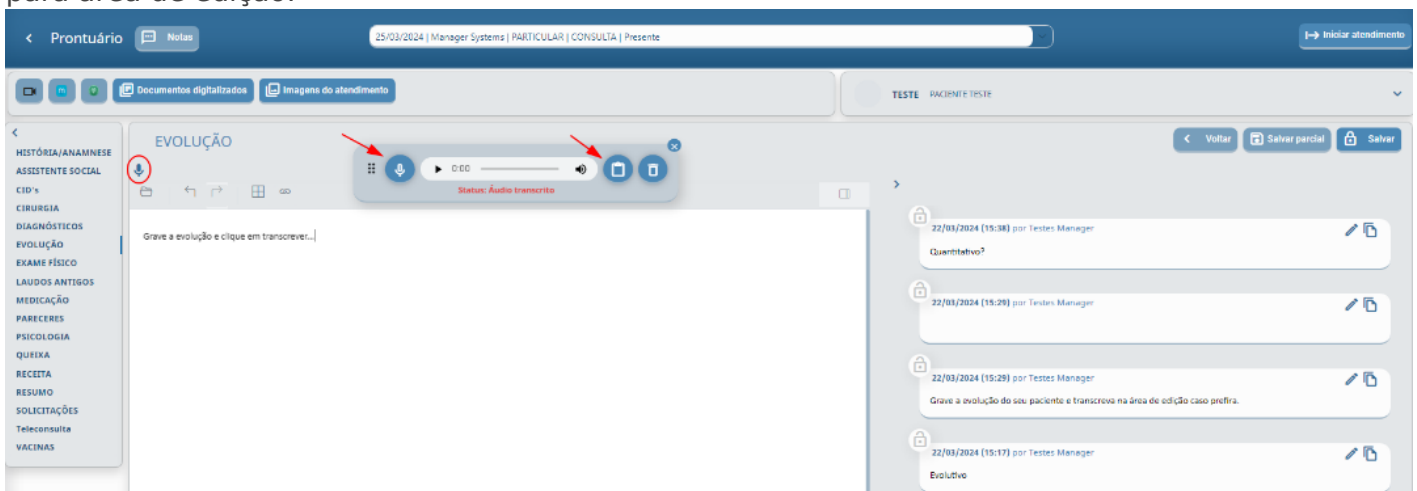 para área de edição.
Prontuário
Notas
25/03/2024 | Manager Systems | PARTICULAR | CONSULTA | Presente
Iniciar atendimento
Documentos digitalizados
Imagens do atendimento
TESTE PACIENTE TESTE
HISTÓRIA/ANAMNESE
ASSISTENTE SOCIAL
CID's
CIRURGIA
DIAGNÓSTICOS
EVOLUÇÃO
EXAME FÍSICO
LAUDOS ANTIGOS
MEDICAÇÃO
PARECERES
PSICOLOGIA
QUEIXA
RECEITA
RESUMO
SOLICITAÇÕES
Teleconsulta
VACINAS
EVOLUÇÃO
0:00
Status: Áudio transcrito
Grave a evolução e clique em transcrever...
Voltar
Salvar parcial
Salvar
22/03/2024 (15:38) por Testes Manager
Quantitativo?
22/03/2024 (15:29) por Testes Manager
22/03/2024 (15:29) por Testes Manager
Grave a evolução do seu paciente e transcreva na área de edição caso prefira.
22/03/2024 (15:17) por Testes Manager
Evolutivo